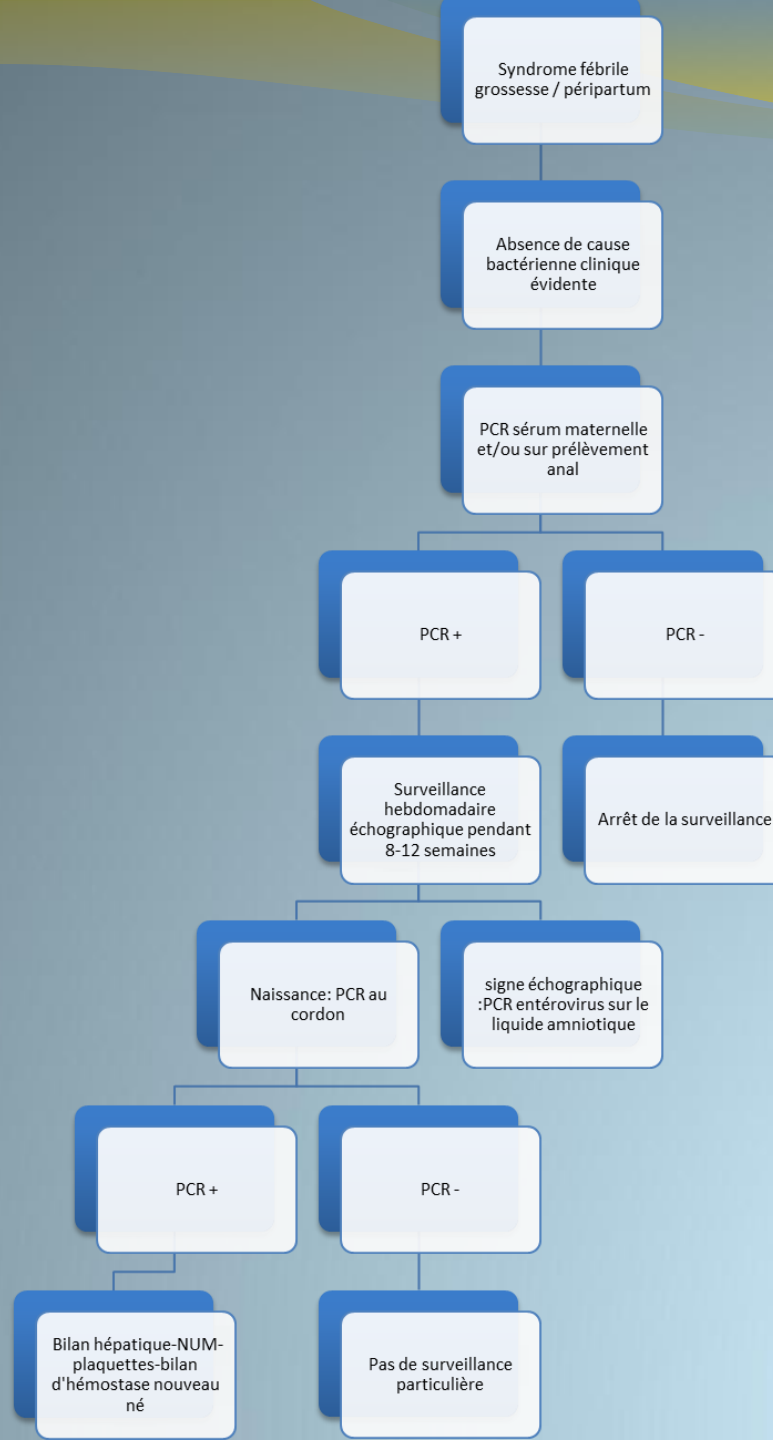 Syndrome fébrile
grossesse / péripartum
Absence de cause
bactérienne clinique
évidente
PCR sérum maternelle
et/ou sur prélèvement
anal
PCR +
PCR -
Surveillance
hebdomadaire
échographique pendant
8-12 semaines
Arrêt de la surveillance
Naissance: PCR au
cordon
signe échographique
:PCR entérovirus sur le
liquide amniotique
PCR +
PCR -
Bilan hépatique-NUM-
plaquettes-bilan
d'hémostase nouveau
né
Pas de surveillance
particulière